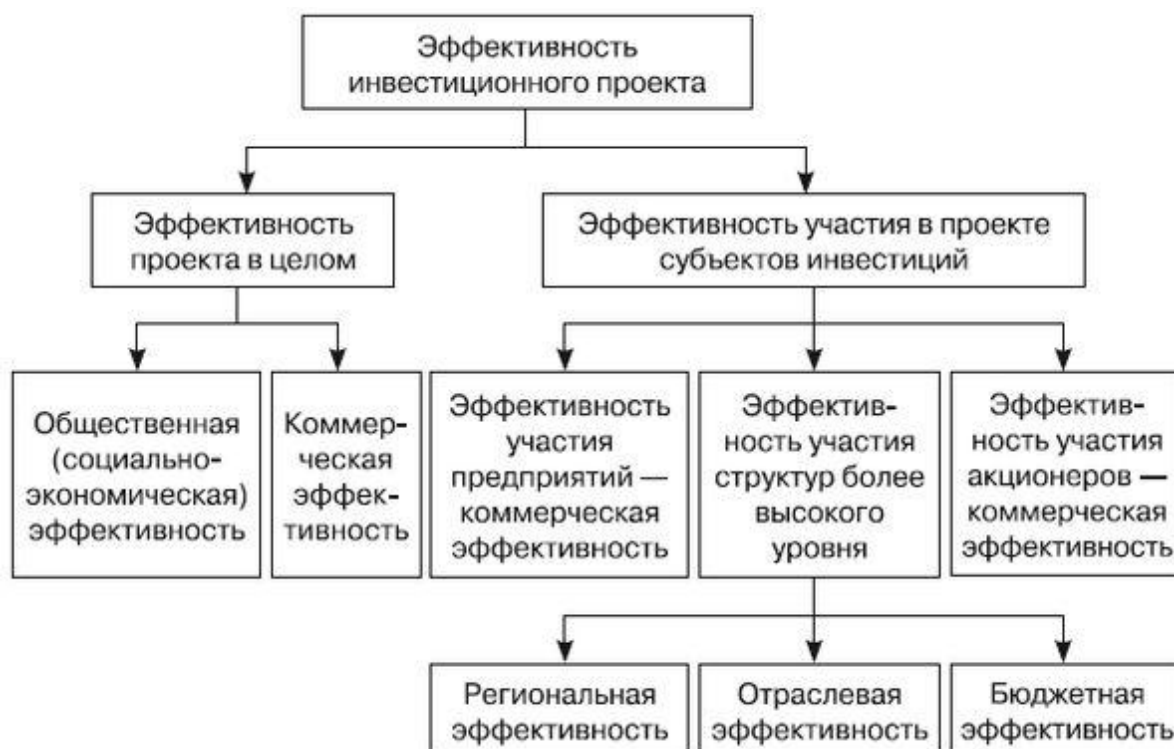 Эффективность
инвестиционного проекта
Эффективность
проекта в целом
Эффективность участия в проекте
субъектов инвестиций
Общественная
(социально-
экономическая)
эффективность
Коммер-
ческая
эффек-
тивность
Эффективность
участия
предприятий —
коммерческая
эффективность
Эффектив-
ность участия
структур более
высокого
уровня
Эффектив-
ность участия
акционеров —
коммерческая
эффективность
Региональная
эффективность
Отраслевая
эффективность
Бюджетная
эффективность